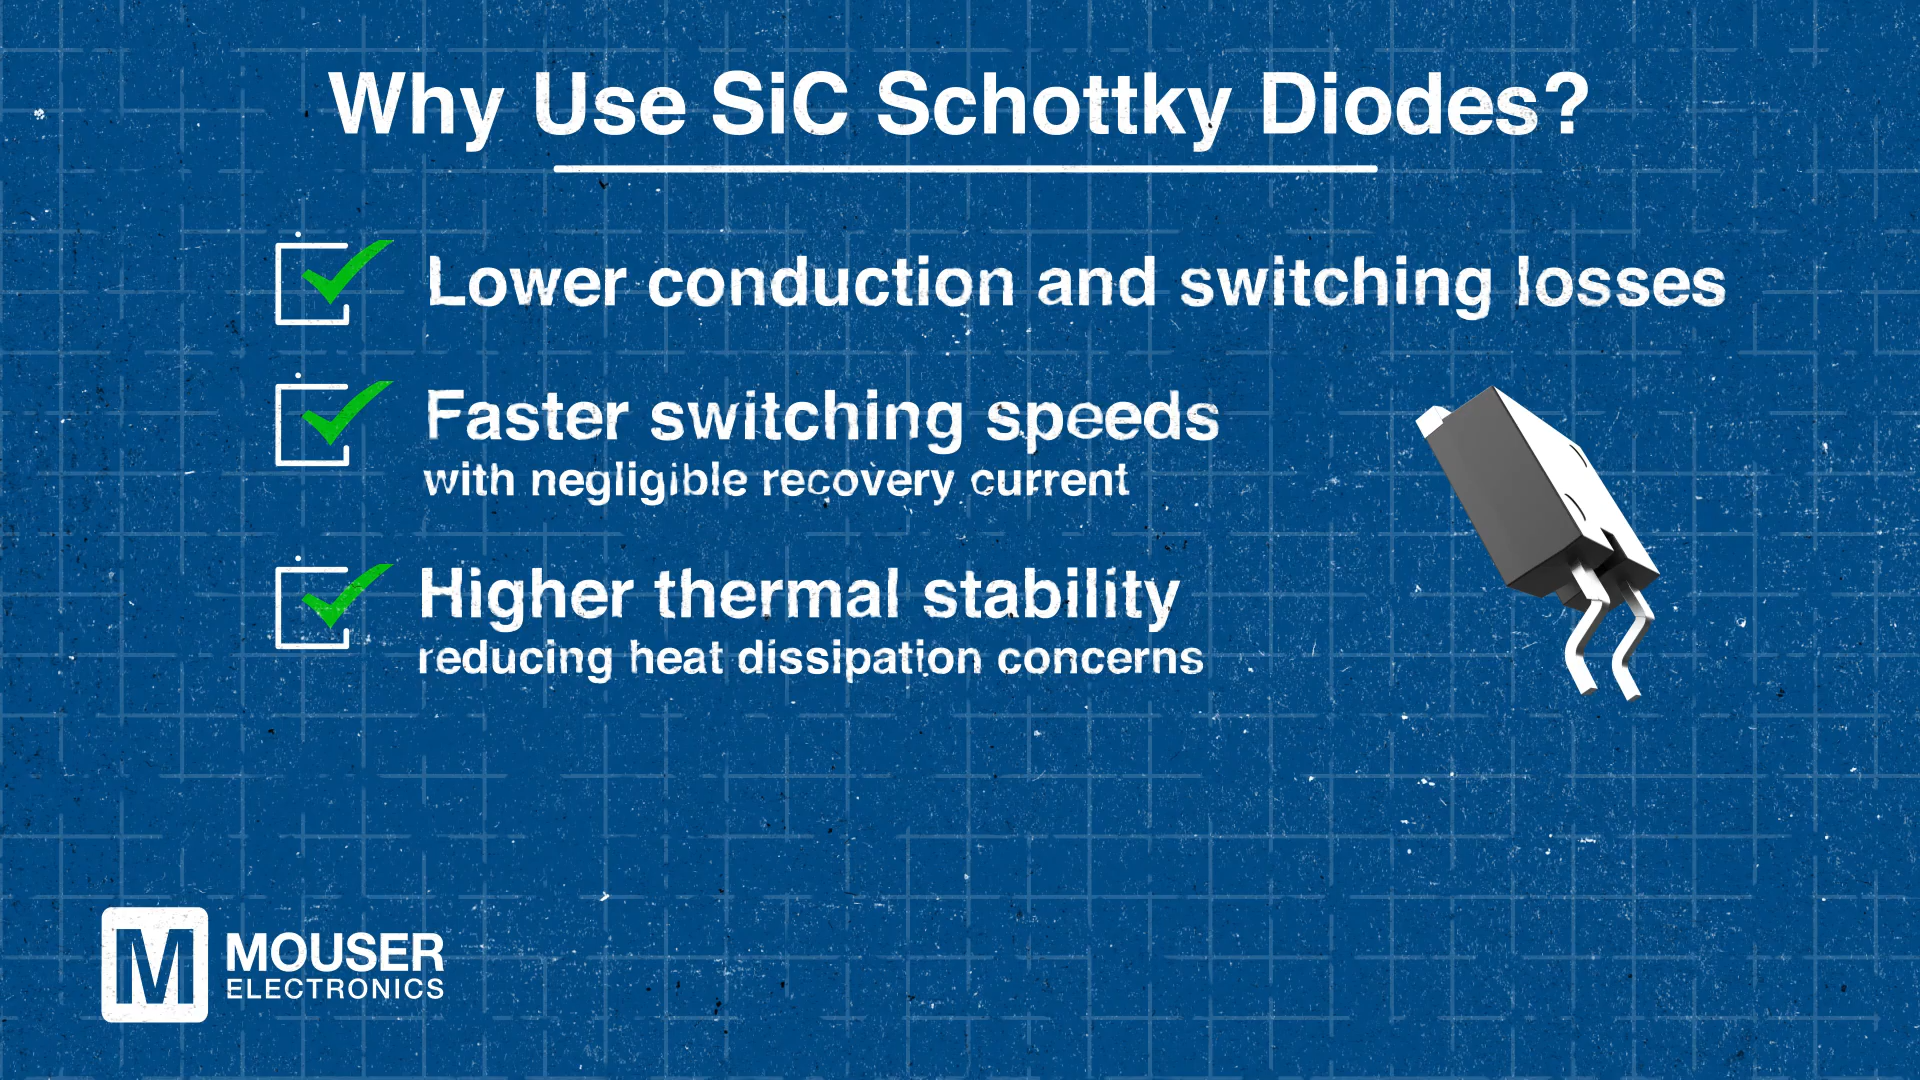 Why Use SiC Schottky Diodes?
Lower conduction and switching losses
Faster switching speeds
with negligible recovery current
Higher thermal stability
reducing heat dissipation concerns
M
MOUSER
ELECTRONICS